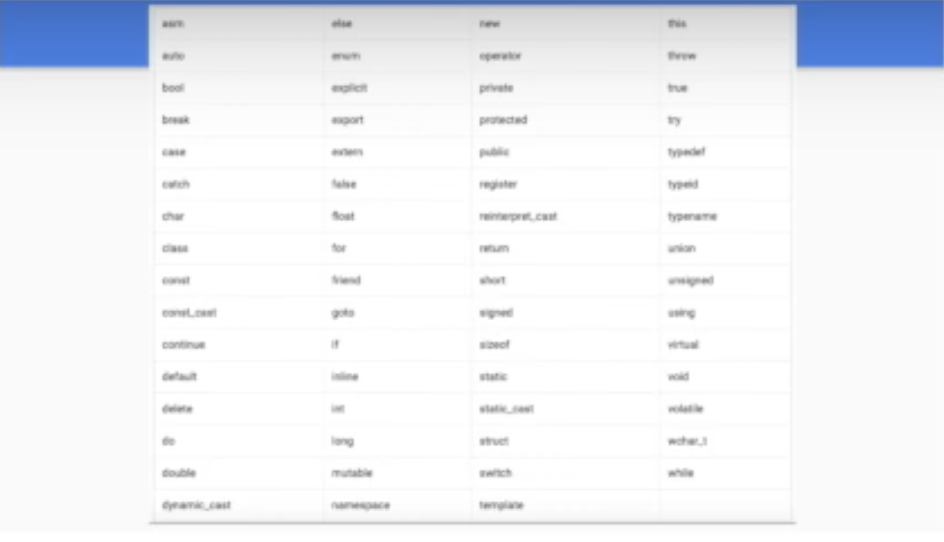 asm else new this
auto enum operator throw
bool explicit private true
break export protected try
case extern public typedef
catch false register typeid
char float reinterpret_cast typename
class for return union
const friend short unsigned
const_cast goto signed using
continue if sizeof virtual
default inline static void
delete int static_cast volatile
do long struct wchar_t
double mutable switch while
dynamic_cast namespace template